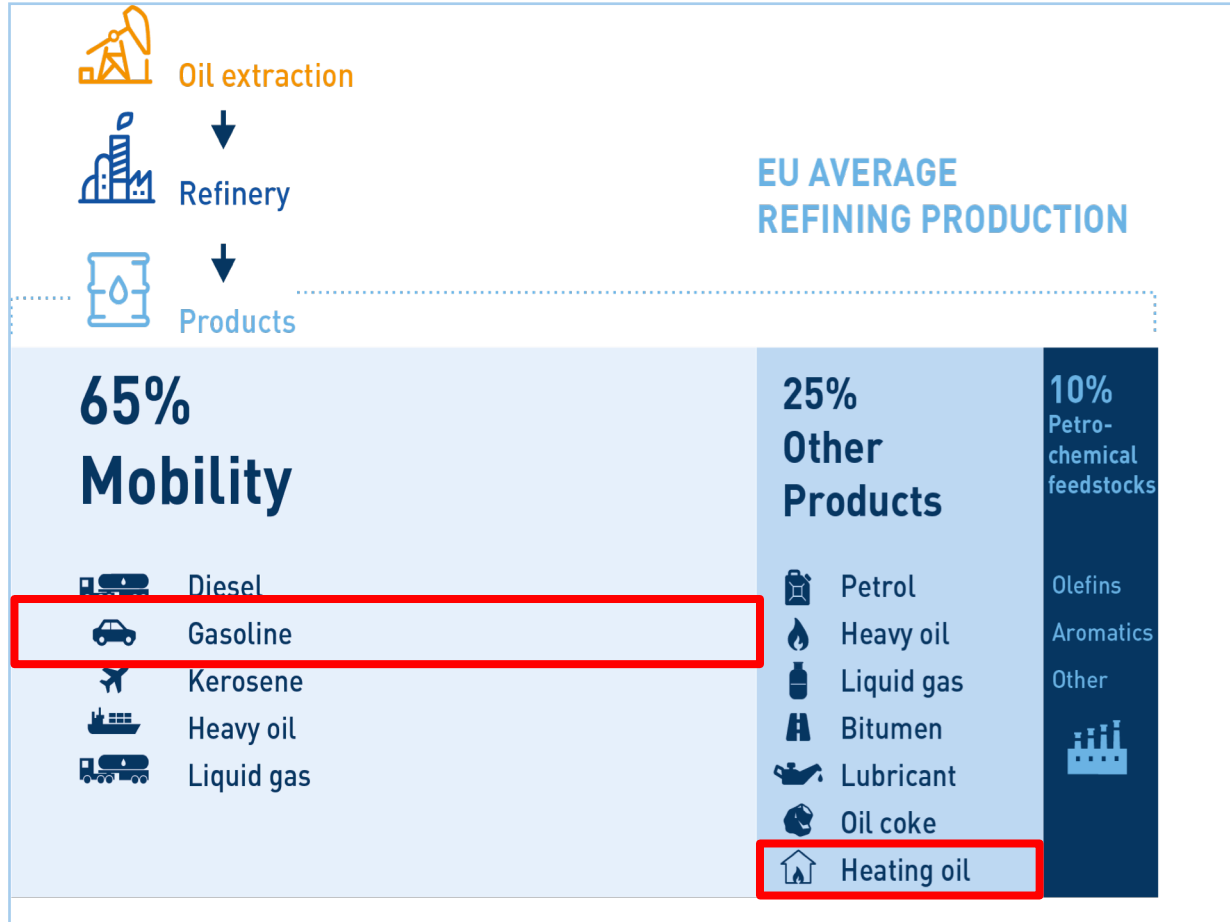 Oil extraction
Refinery
EU AVERAGE
REFINING PRODUCTION
Products
65%
Mobility
Diesel
Gasoline
Kerosene
Heavy oil
Liquid gas
25%
Other
Products
Petrol
Heavy oil
Liquid gas
Bitumen
Lubricant
Oil coke
Heating oil
10%
Petro-
chemical
feedstocks
Olefins
Aromatics
Other